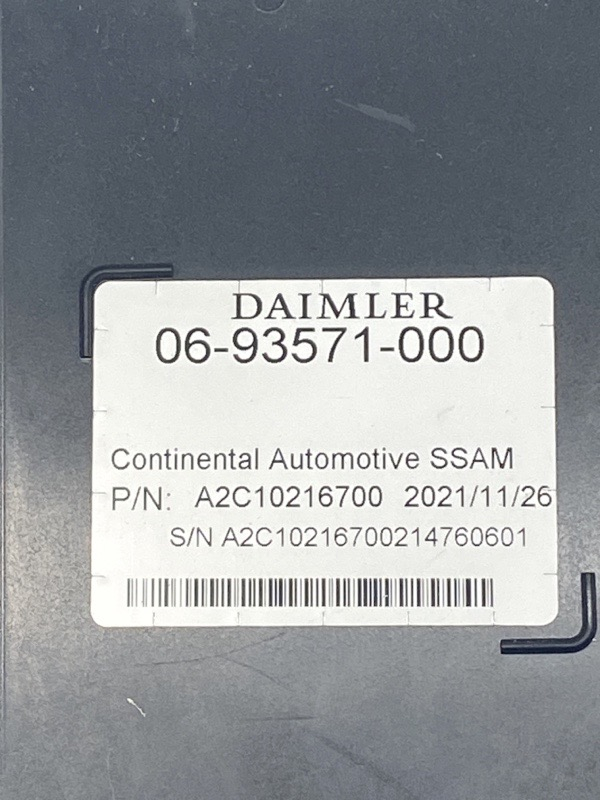 DAIMLER
06-93571-000
Continental Automotive SSAM
P/N: A2C10216700 2021/11/26
S/N A2C10216700214760601